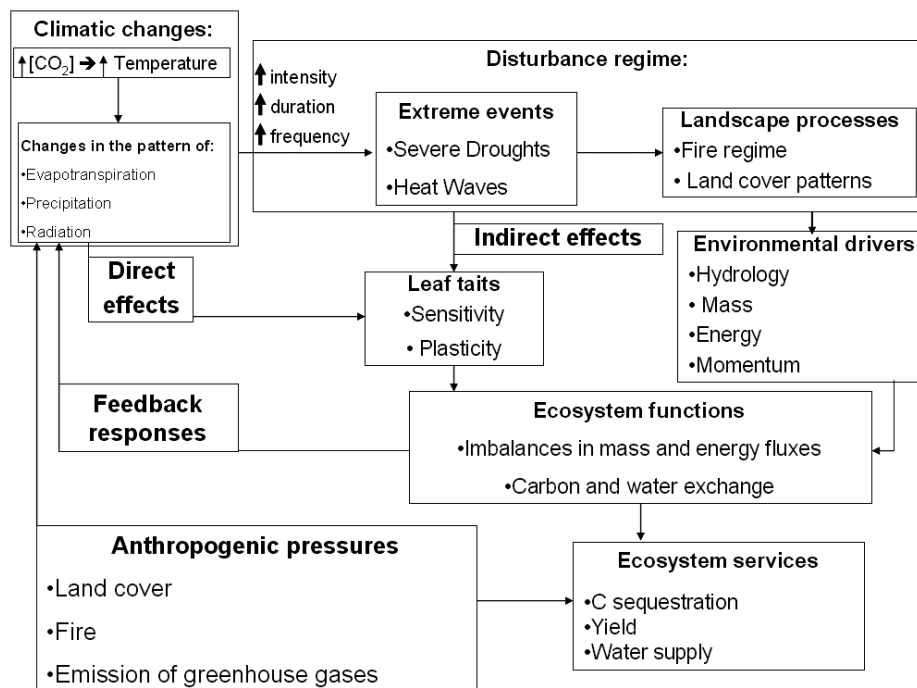 Climatic changes:
↑[CO₂] ➔ ↑ Temperature
Changes in the pattern of:
•Evapotranspiration
•Precipitation
•Radiation
Disturbance regime:
↑ intensity
↑ duration
↑ frequency
Extreme events
•Severe Droughts
•Heat Waves
Landscape processes
•Fire regime
• Land cover patterns
Direct
effects
Indirect effects
Leaf taits
•Sensitivity
• Plasticity
Environmental drivers
•Hydrology
• Mass
•Energy
•Momentum
Feedback
responses
Ecosystem functions
•Imbalances in mass and energy fluxes
•Carbon and water exchange
Anthropogenic pressures
•Land cover
•Fire
•Emission of greenhouse gases
Ecosystem services
•C sequestration
•Yield
•Water supply